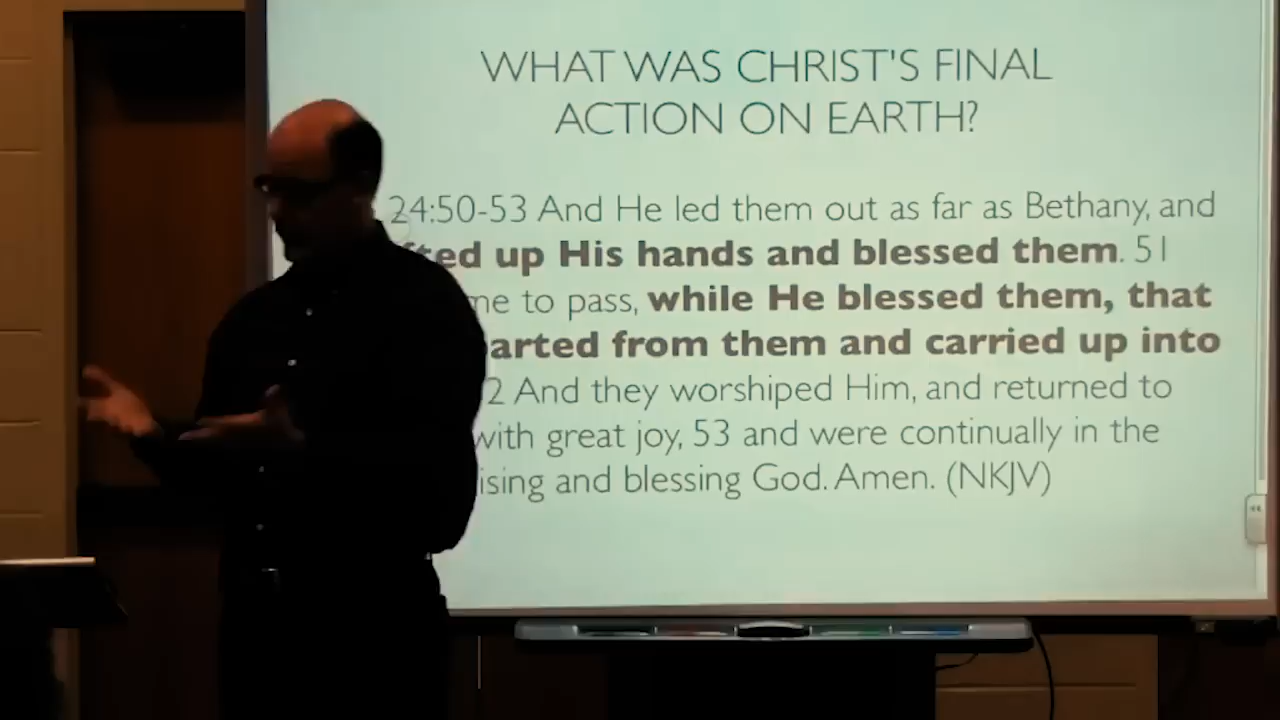 WHAT WAS CHRIST'S FINAL
ACTION ON EARTH?
24:50-53 And He led them out as far as Bethany, and
up His hands and blessed them. 51
to pass, while He blessed them, that
from them and carried up into
And they worshiped Him, and returned to
with great joy, 53 and were continually in the
and blessing God. Amen. (NKJV)